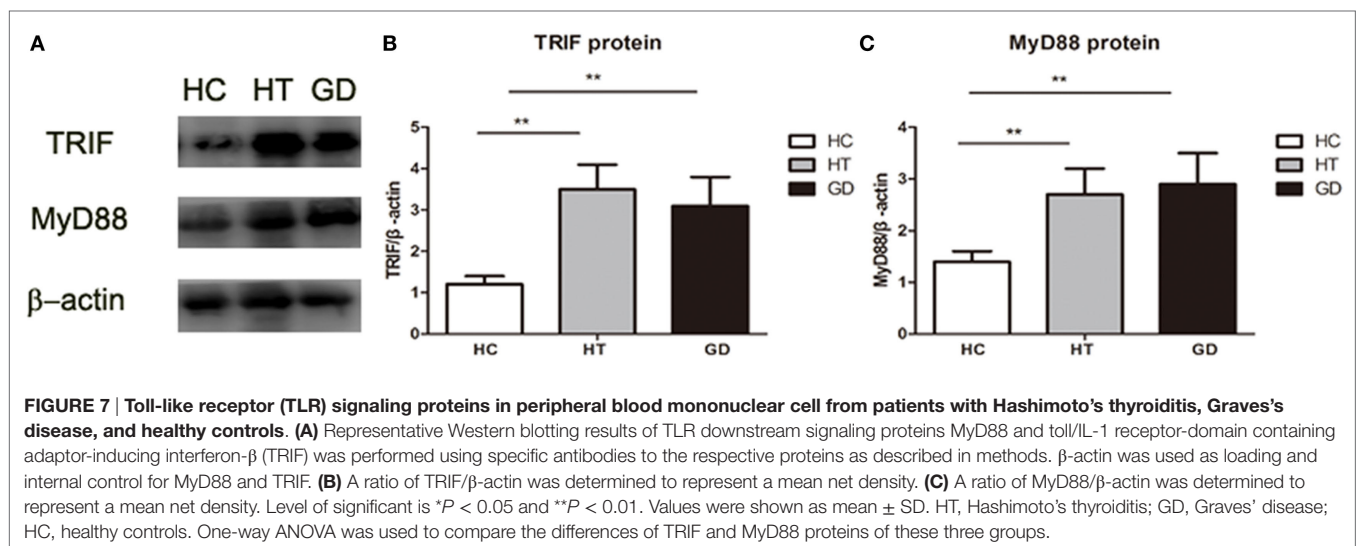 A
HC HT GD
TRIF
MyD88
β–actin
B
TRIF protein
**
**
TRIF/β -actin
5
4
3
2
1
0
HC
HT
GD
HC
HT
GD
C
MyD88 protein
**
**
MyD88/β -actin
4
3
2
1
0
HC
HT
GD
HC
HT
GD
FIGURE 7 | Toll-like receptor (TLR) signaling proteins in peripheral blood mononuclear cell from patients with Hashimoto’s thyroiditis, Graves’s
disease, and healthy controls. (A) Representative Western blotting results of TLR downstream signaling proteins MyD88 and toll/IL-1 receptor-domain containing
adaptor-inducing interferon-β (TRIF) was performed using specific antibodies to the respective proteins as described in methods. β-actin was used as loading and
internal control for MyD88 and TRIF. (B) A ratio of TRIF/β-actin was determined to represent a mean net density. (C) A ratio of MyD88/β-actin was determined to
represent a mean net density. Level of significant is *P < 0.05 and **P < 0.01. Values were shown as mean ± SD. HT, Hashimoto’s thyroiditis; GD, Graves’ disease;
HC, healthy controls. One-way ANOVA was used to compare the differences of TRIF and MyD88 proteins of these three groups.